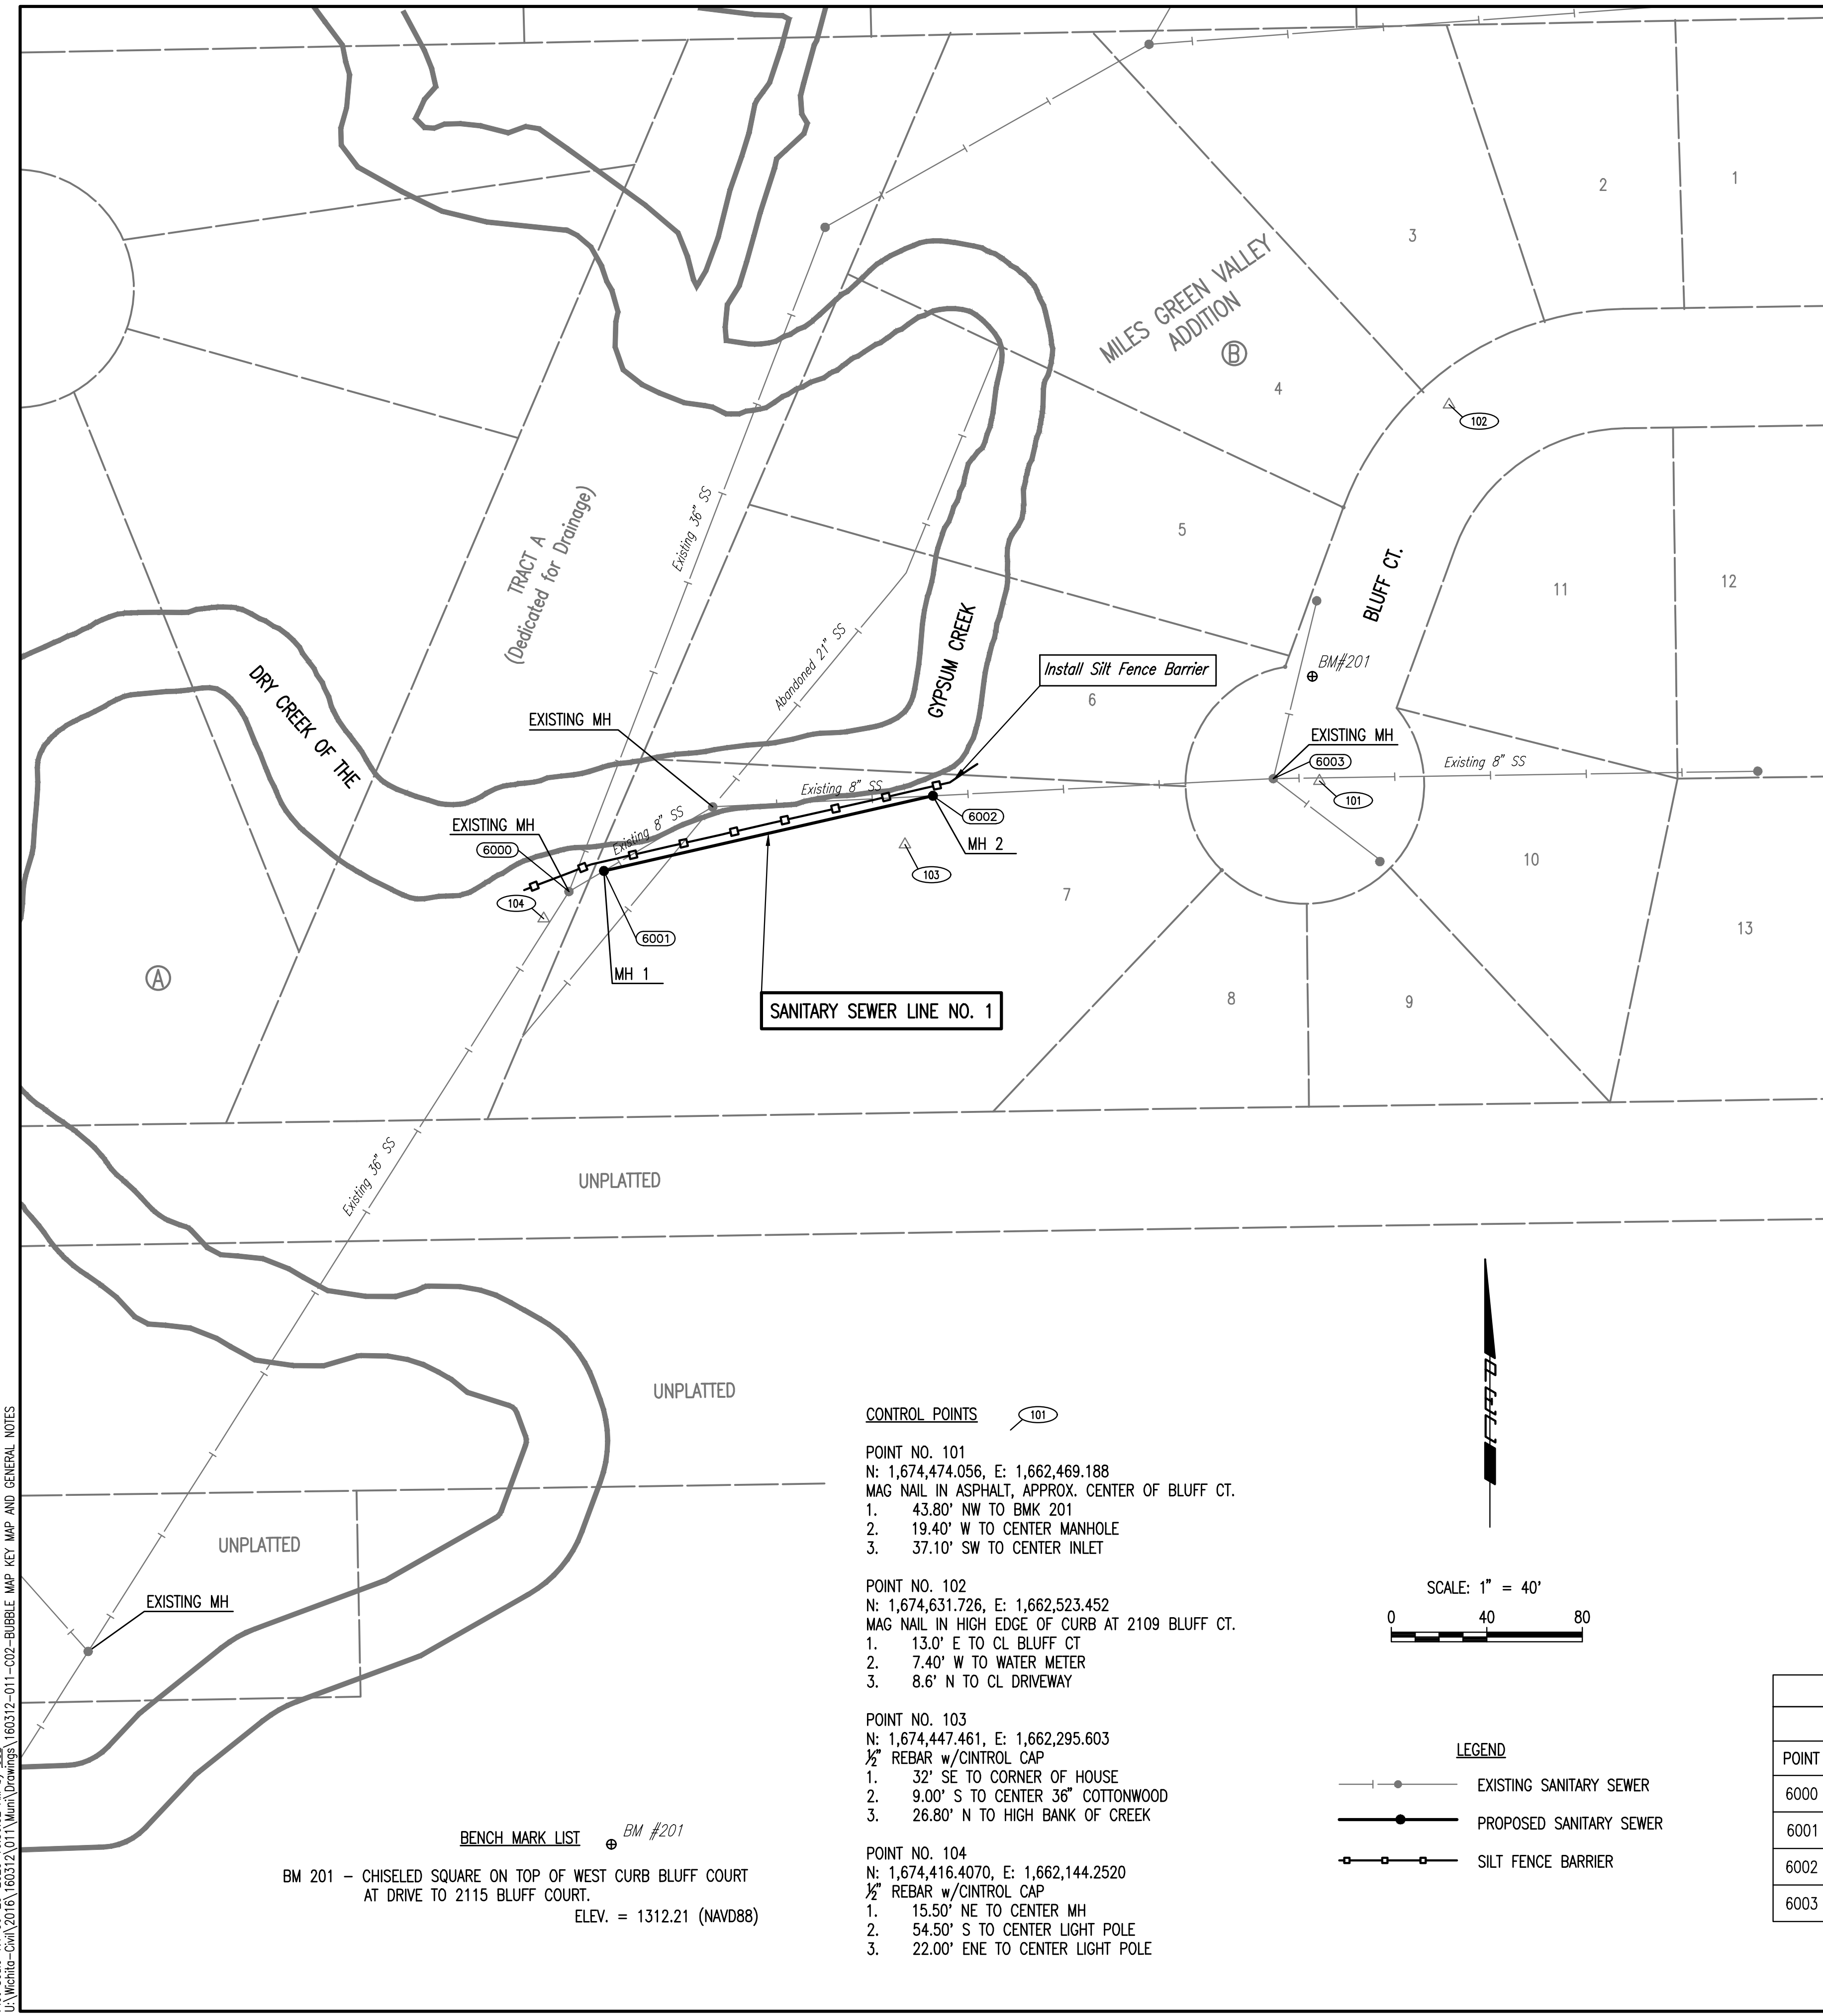 2
1
3
MILES GREEN VALLEY
ADDITION
B
4
102
TRACT A
(Dedicated for Drainage)
Existing 36" SS
5
BLUFF CT.
11
12
Abandoned 21" SS
GYPSUM CREEK
Install Silt Fence Barrier
BM#201
6
DRY CREEK OF THE
EXISTING MH
EXISTING MH
6003
Existing 8" SS
Existing 8" SS
101
EXISTING MH
Existing 8" SS
6000
6002
MH 2
103
10
7
104
6001
13
A
MH 1
8
9
SANITARY SEWER LINE NO. 1
Existing 36" SS
UNPLATTED
UNPLATTED
UNPLATTED
EXISTING MH
CONTROL POINTS 101
POINT NO. 101
N: 1,674,474.056, E: 1,662,469.188
MAG NAIL IN ASPHALT, APPROX. CENTER OF BLUFF CT.
1. 43.80' NW TO BMK 201
2. 19.40' W TO CENTER MANHOLE
3. 37.10' SW TO CENTER INLET
POINT NO. 102
N: 1,674,631.726, E: 1,662,523.452
MAG NAIL IN HIGH EDGE OF CURB AT 2109 BLUFF CT.
1. 13.0' E TO CL BLUFF CT
2. 7.40' W TO WATER METER
3. 8.6' N TO CL DRIVEWAY
POINT NO. 103
N: 1,674,447.461, E: 1,662,295.603
½" REBAR w/CINTROL CAP
1. 32' SE TO CORNER OF HOUSE
2. 9.00' S TO CENTER 36" COTTONWOOD
3. 26.80' N TO HIGH BANK OF CREEK
POINT NO. 104
N: 1,674,416.4070, E: 1,662,144.2520
½" REBAR w/CINTROL CAP
1. 15.50' NE TO CENTER MH
2. 54.50' S TO CENTER LIGHT POLE
3. 22.00' ENE TO CENTER LIGHT POLE
BENCH MARK LIST BM #201
BM 201 – CHISELED SQUARE ON TOP OF WEST CURB BLUFF COURT
AT DRIVE TO 2115 BLUFF COURT.
ELEV. = 1312.21 (NAVD88)
SCALE: 1" = 40'
0 40 80
LEGEND
EXISTING SANITARY SEWER
PROPOSED SANITARY SEWER
SILT FENCE BARRIER
POINT
6000
6001
6002
6003
U:\Wichita-Civil\2016\160312\011\Muni\Drawings\160312-011-C02-BUBBLE MAP KEY MAP AND GENERAL NOTES